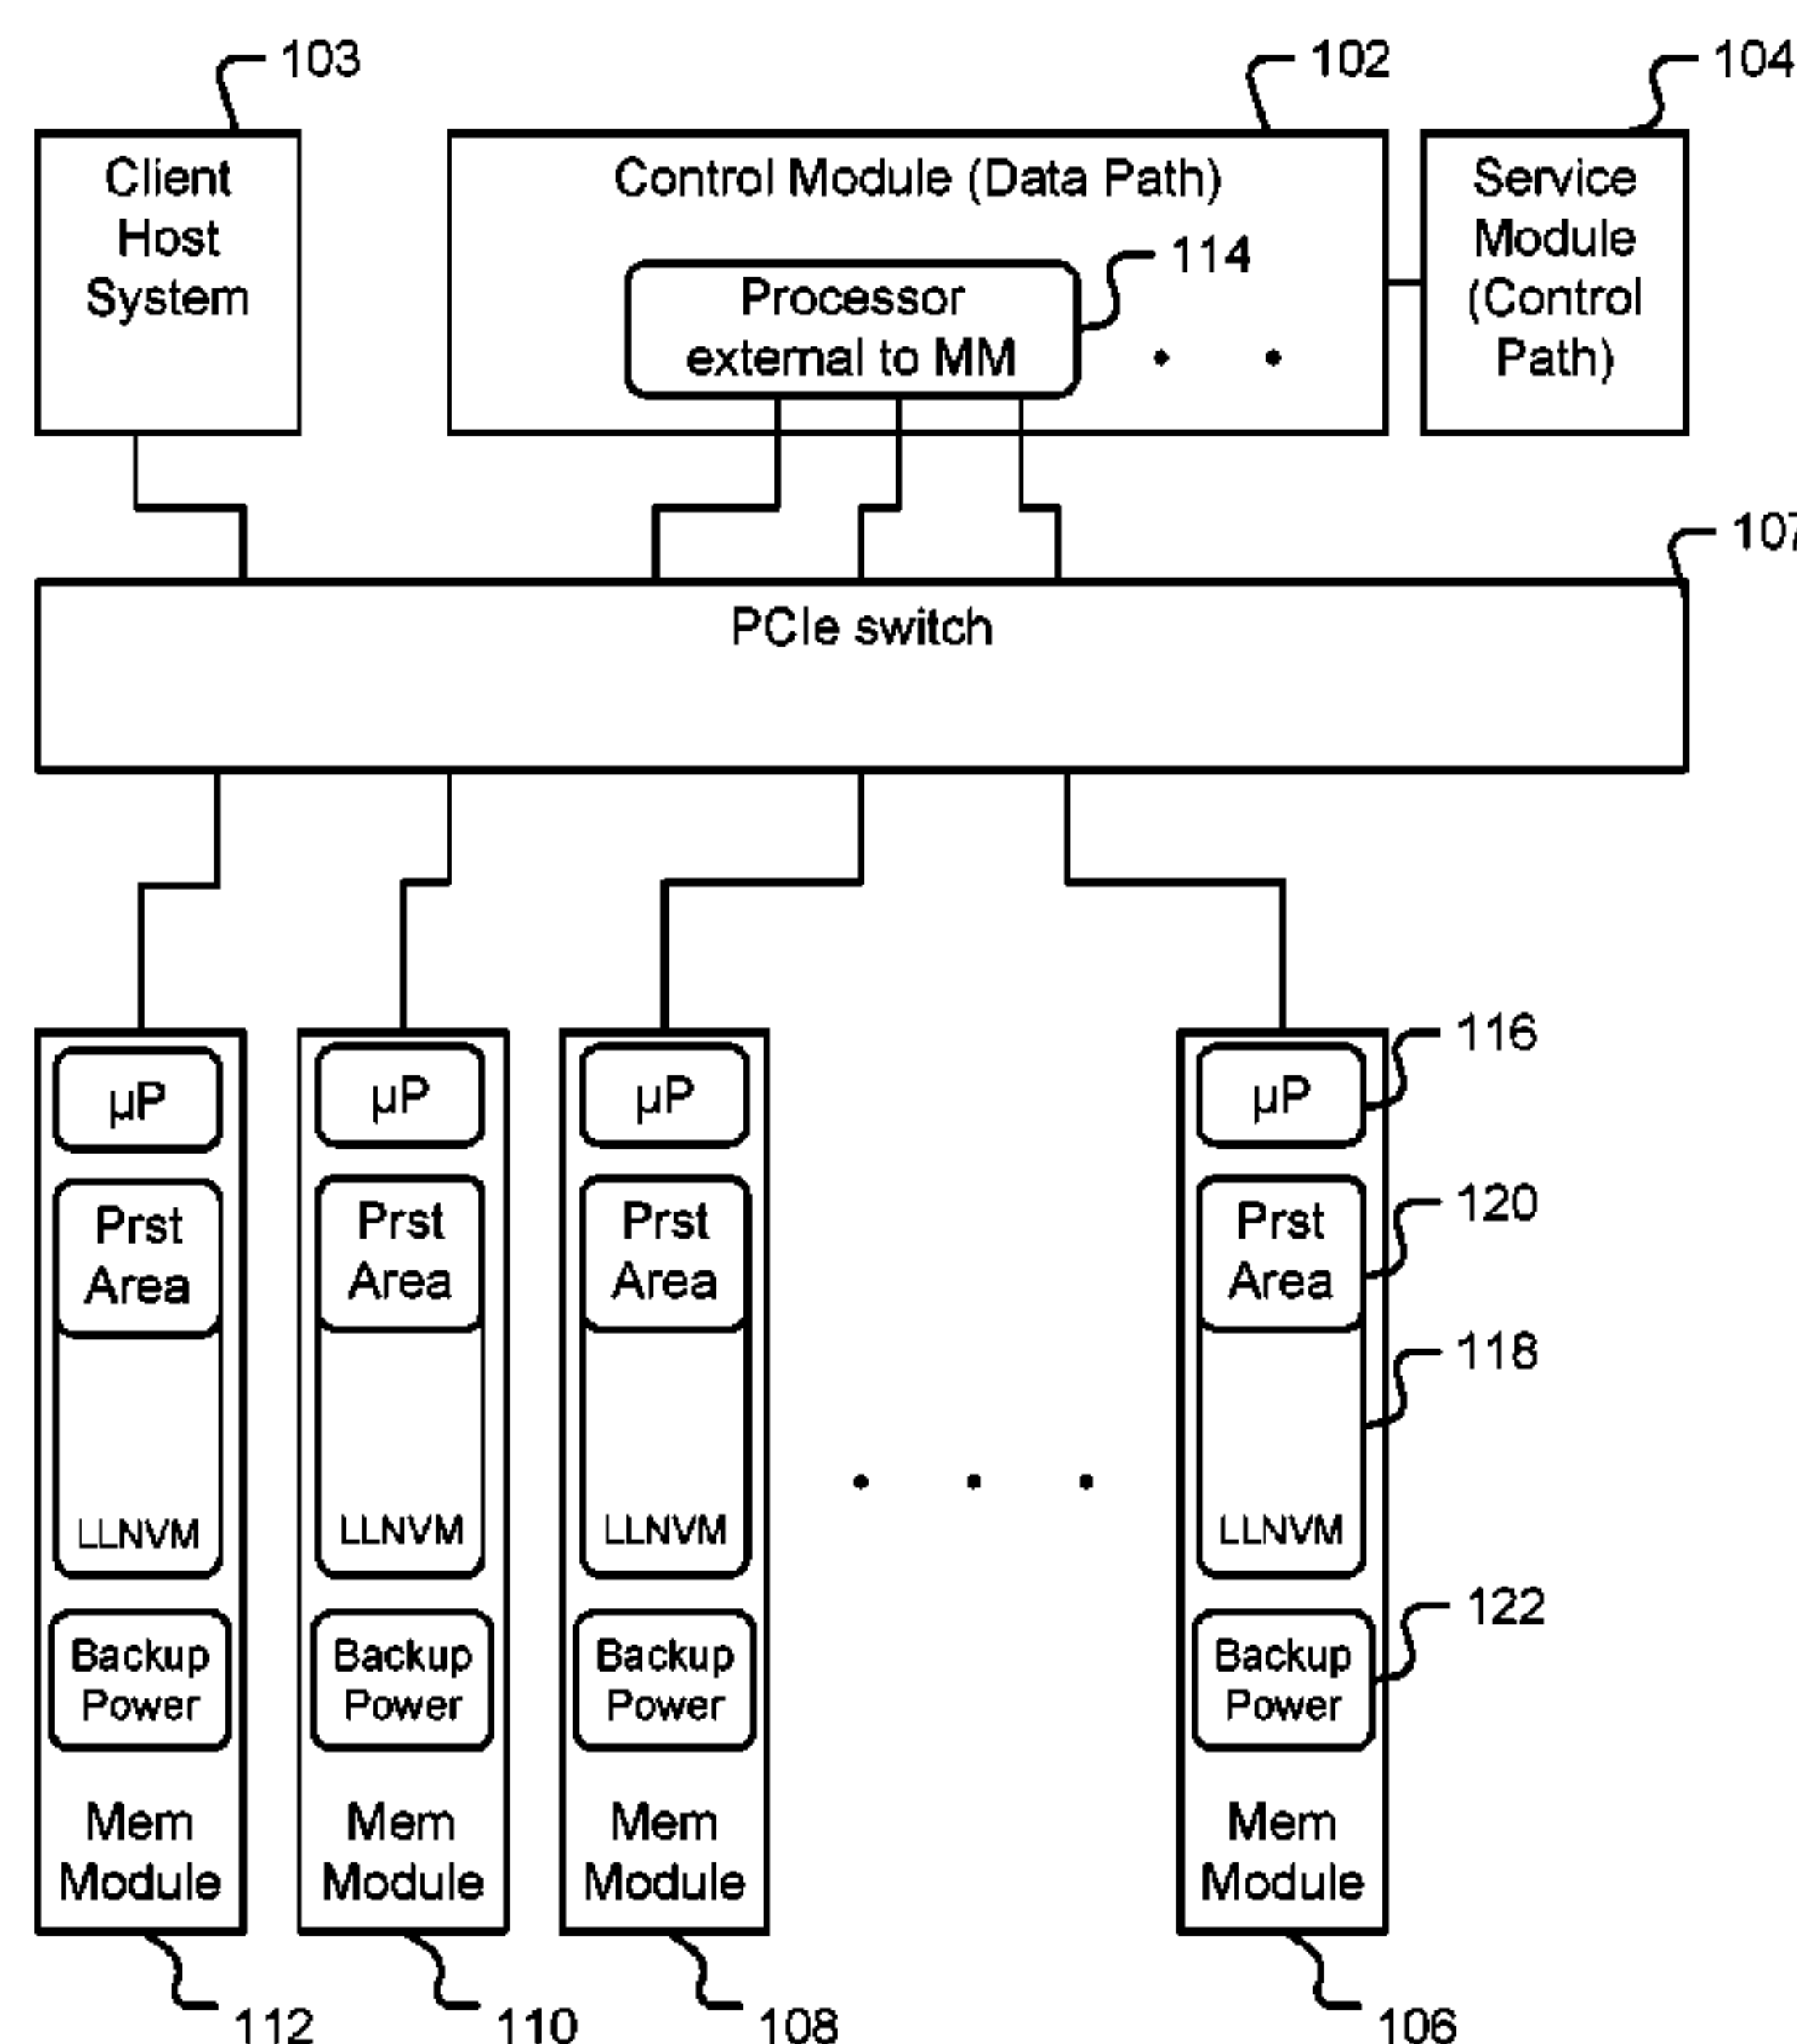 103
102
104
Client
Host
System
Control Module (Data Path)
114
Processor
external to MM
Service
Module
(Control
Path)
107
PCIe switch
µP
Prst
Area
LLNVM
Backup
Power
Mem
Module
112
µP
Prst
Area
LLNVM
Backup
Power
Mem
Module
110
µP
Prst
Area
LLNVM
Backup
Power
Mem
Module
108
µP
Prst
Area
LLNVM
Backup
Power
Mem
Module
106
116
120
118
122